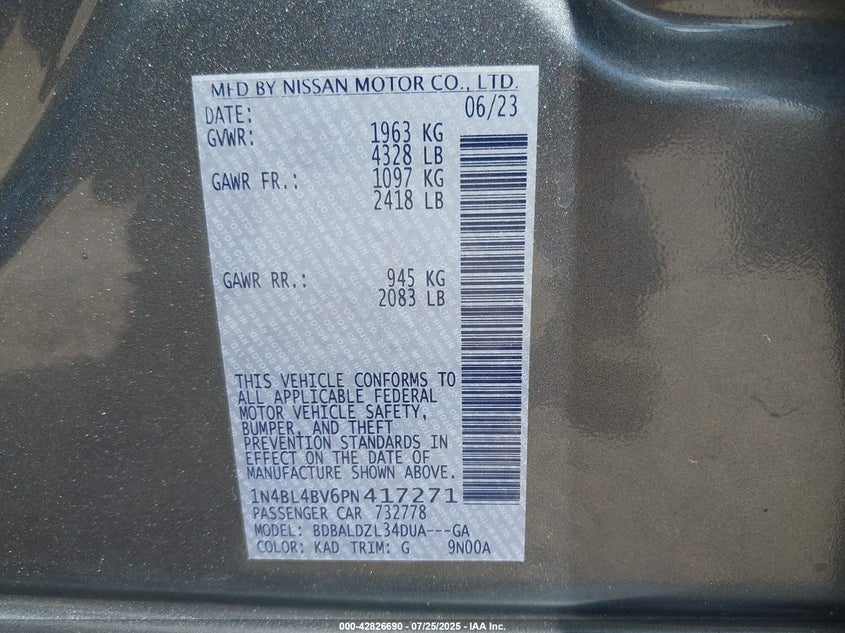 MFD BY NISSAN MOTOR CO., LTD.
DATE: 06/23
GVWR: 1963 KG
4328 LB
GAWR FR.: 1097 KG
2418 LB
GAWR RR.: 945 KG
2083 LB
THIS VEHICLE CONFORMS TO
ALL APPLICABLE FEDERAL
MOTOR VEHICLE SAFETY,
BUMPER, AND THEFT
PREVENTION STANDARDS IN
EFFECT ON THE DATE OF
MANUFACTURE SHOWN ABOVE.
1N4BL4BV6PN417271
PASSENGER CAR 732778
MODEL: BDBALDZL34DUA---GA
COLOR: KAD TRIM: G 9N00A
000-42826690 - 07/25/2025 - IAA Inc.